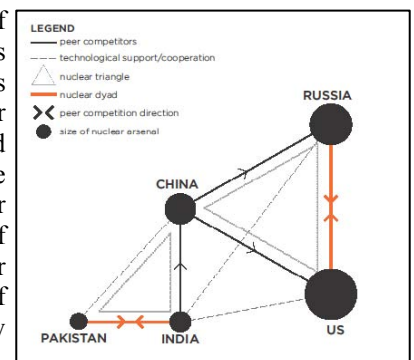 of
LEGEND
peer competitors
technological support/cooperation
nuclear triangle
nuclear dyad
peer competition direction
size of nuclear arsenal
RUSSIA
CHINA
PAKISTAN
INDIA
US